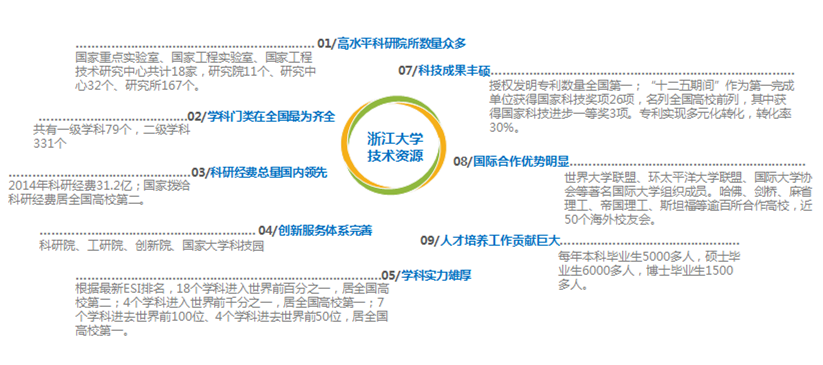 01/高水平科研院所数量众多
国家重点实验室、国家工程实验室、国家工程
技术研究中心共计18家，研究院11个、研究中
心32个、研究所167个。
02/学科门类在全国最为齐全
共有一级学科79个，二级学科
331个
03/科研经费总量国内领先
2014年科研经费31.2亿；国家拨给
科研经费居全国高校第二。
04/创新服务体系完善
科研院、工研院、创新院、国家大学科技园
05/学科实力雄厚
根据最新ESI排名，18个学科进入世界前百分之一，居全国高
校第二；4个学科进入世界前千分之一，居全国高校第一；7
个学科进去世界前100位、4个学科进去世界前50位，居全国
高校第一。
浙江大学
技术资源
07/科技成果丰硕
授权发明专利数量全国第一；“十二五期间”作为第一完成
单位获得国家科技奖项26项，名列全国高校前列，其中获
得国家科技进步一等奖3项。专利实现多元化转化，转化率
30%。
08/国际合作优势明显
世界大学联盟、环太平洋大学联盟、国际大学协
会等著名国际大学组织成员。哈佛、剑桥、麻省
理工、帝国理工、斯坦福等逾百所合作高校，近
50个海外校友会。
09/人才培养工作贡献巨大
每年本科毕业生5000多人，硕士毕
业生6000多人，博士毕业生1500
多人。